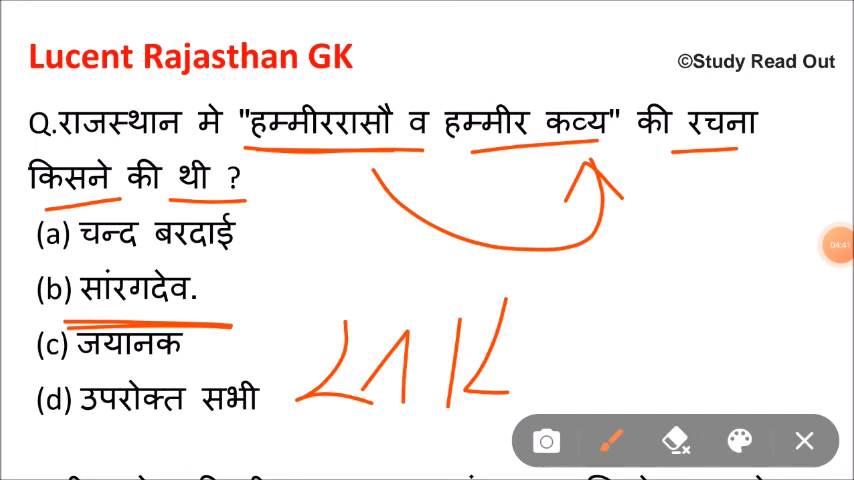 Lucent Rajasthan GK
©Study Read Out
Q.राजस्थान मे "हम्मीररासौ व हम्मीर कव्य" की रचना
किसने की थी ?
(a) चन्द बरदाई
(b) सांरगदेव.
(c) जयानक
(d) उपरोक्त सभी
04:41